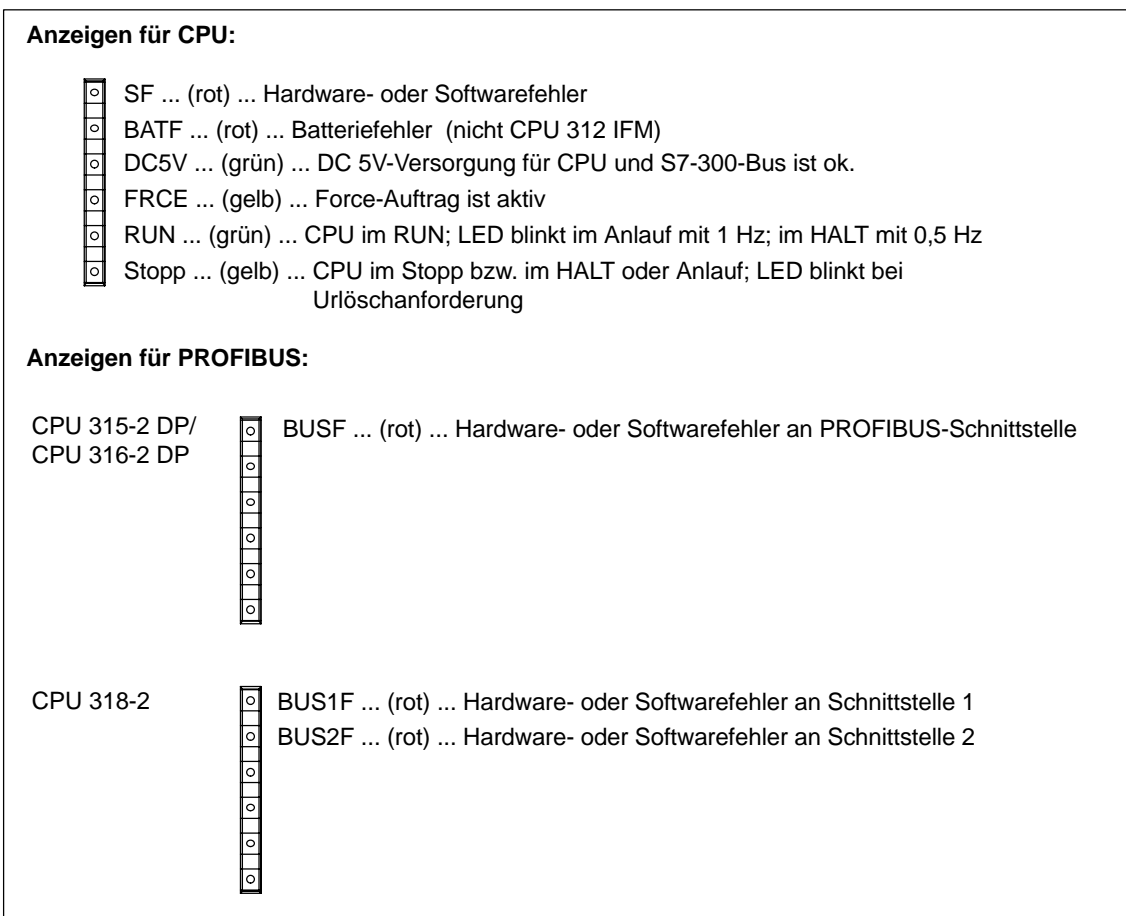 Anzeigen für CPU:
SF ... (rot) ... Hardware- oder Softwarefehler
BATF ... (rot) ... Batteriefehler (nicht CPU 312 IFM)
DC5V ... (grün) ... DC 5V-Versorgung für CPU und S7-300-Bus ist ok.
FRCE ... (gelb) ... Force-Auftrag ist aktiv
RUN ... (grün) ... CPU im RUN; LED blinkt im Anlauf mit 1 Hz; im HALT mit 0,5 Hz
Stopp ... (gelb) ... CPU im Stopp bzw. im HALT oder Anlauf; LED blinkt bei
Urlöschanforderung
Anzeigen für PROFIBUS:
CPU 315-2 DP/
CPU 316-2 DP
BUSF ... (rot) ... Hardware- oder Softwarefehler an PROFIBUS-Schnittstelle
CPU 318-2
BUS1F ... (rot) ... Hardware- oder Softwarefehler an Schnittstelle 1
BUS2F ... (rot) ... Hardware- oder Softwarefehler an Schnittstelle 2